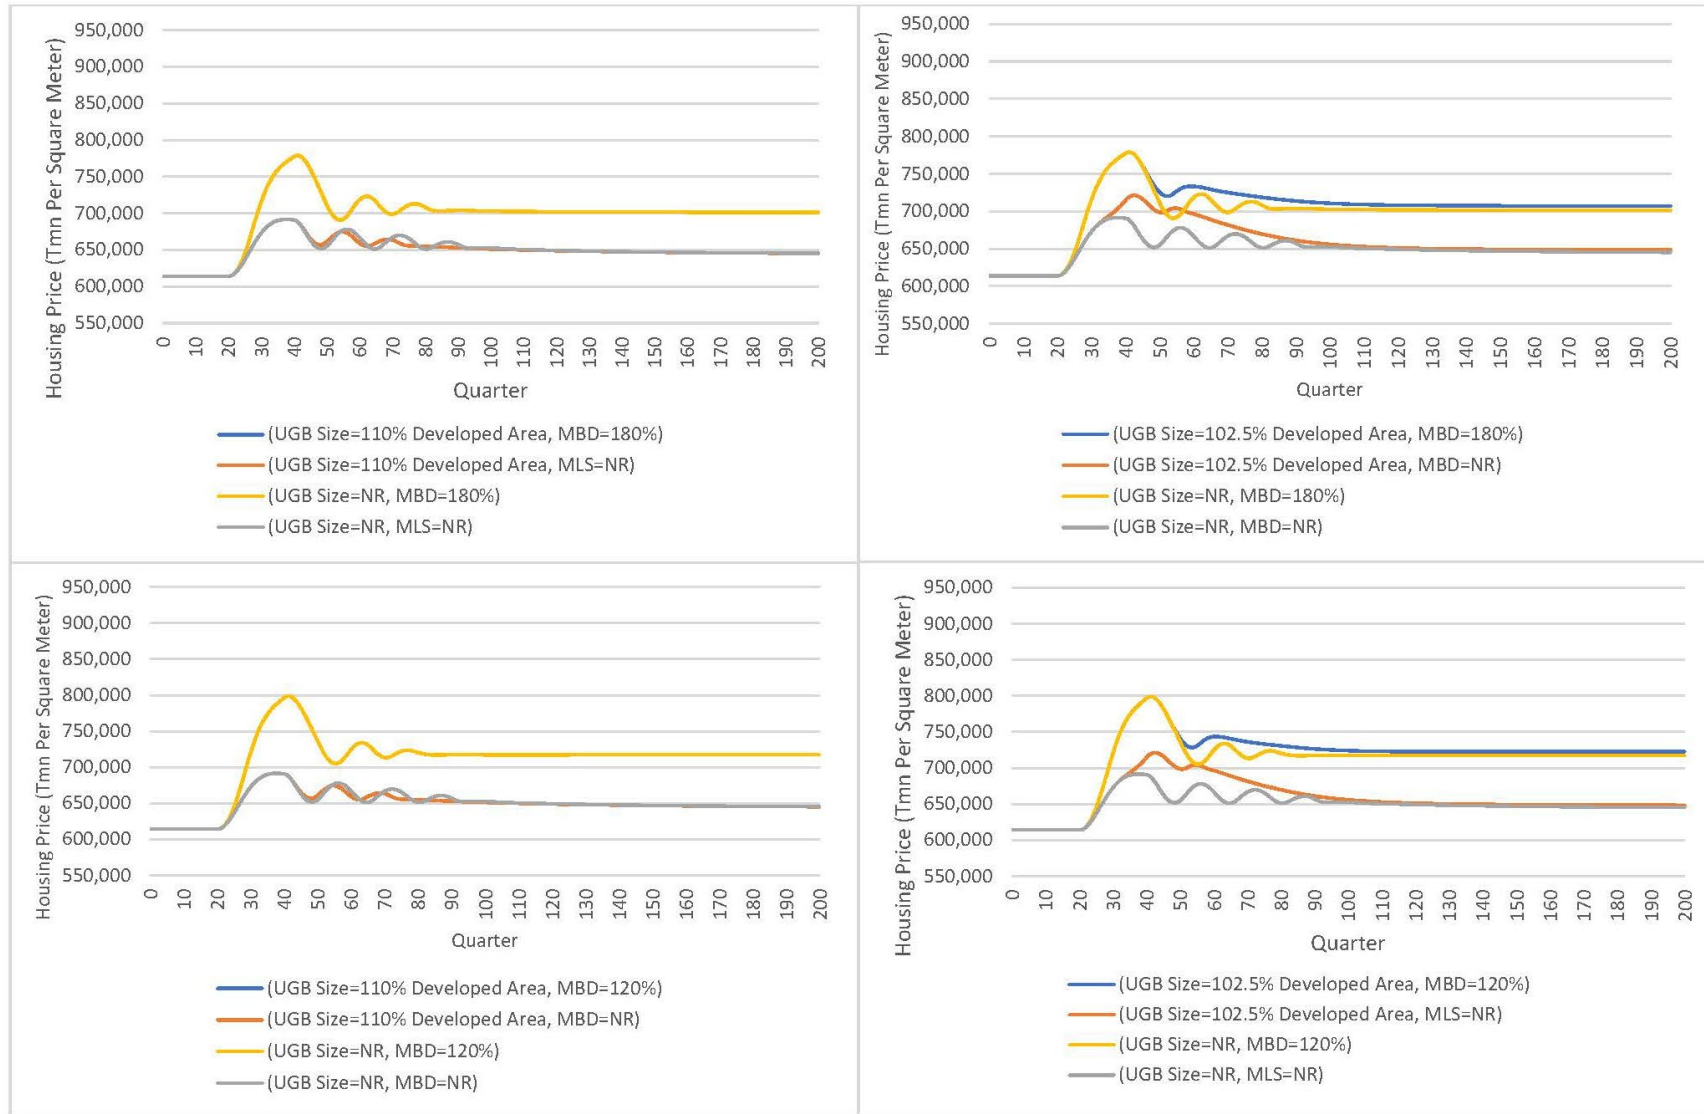 950,000
900,000
850,000
800,000
750,000
700,000
650,000
600,000
550,000
Housing Price (Tmn Per Square Meter)
0 10 20 30 40 50 60 70 80 90 100 110 120 130 140 150 160 170 180 190 200
Quarter
(UGB Size=110% Developed Area, MBD=180%)
(UGB Size=110% Developed Area, MLS=NR)
(UGB Size=NR, MBD=180%)
(UGB Size=NR, MLS=NR)
950,000
900,000
850,000
800,000
750,000
700,000
650,000
600,000
550,000
Housing Price (Tmn Per Square Meter)
0 10 20 30 40 50 60 70 80 90 100 110 120 130 140 150 160 170 180 190 200
Quarter
(UGB Size=102.5% Developed Area, MBD=180%)
(UGB Size=102.5% Developed Area, MBD=NR)
(UGB Size=NR, MBD=180%)
(UGB Size=NR, MBD=NR)
950,000
900,000
850,000
800,000
750,000
700,000
650,000
600,000
550,000
Housing Price (Tmn Per Square Meter)
0 10 20 30 40 50 60 70 80 90 100 110 120 130 140 150 160 170 180 190 200
Quarter
(UGB Size=110% Developed Area, MBD=120%)
(UGB Size=110% Developed Area, MBD=NR)
(UGB Size=NR, MBD=120%)
(UGB Size=NR, MBD=NR)
950,000
900,000
850,000
800,000
750,000
700,000
650,000
600,000
550,000
Housing Price (Tmn Per Square Meter)
0 10 20 30 40 50 60 70 80 90 100 110 120 130 140 150 160 170 180 190 200
Quarter
(UGB Size=102.5% Developed Area, MBD=120%)
(UGB Size=102.5% Developed Area, MLS=NR)
(UGB Size=NR, MBD=120%)
(UGB Size=NR, MLS=NR)